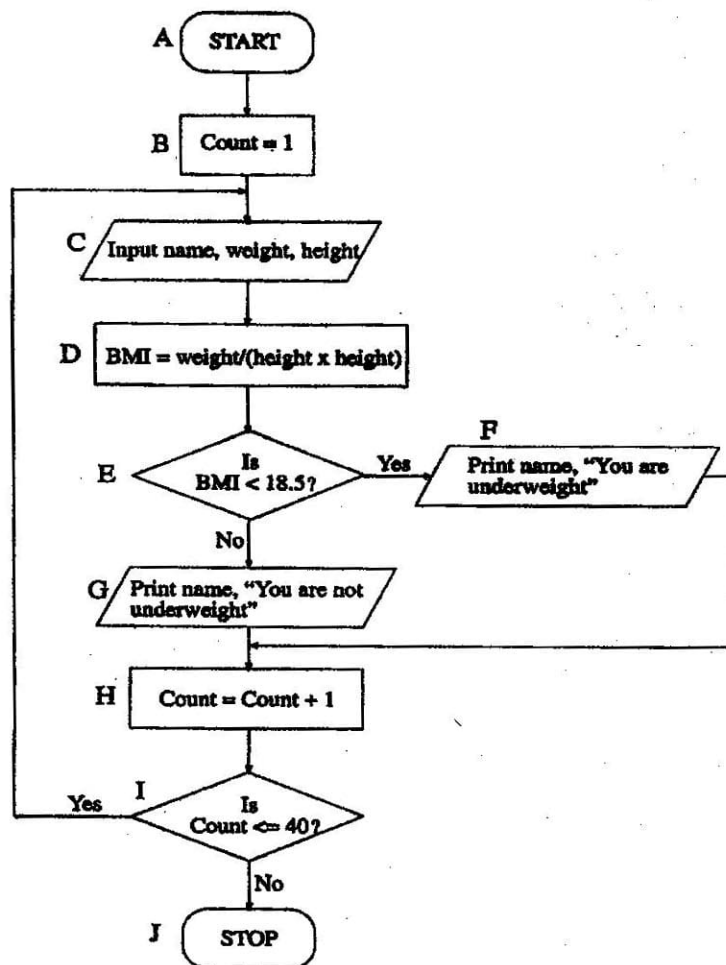 A START
B Count = 1
C Input name, weight, height
D BMI = weight/(height x height)
F
E Is
BMI < 18.5?
Yes
Print name, "You are
underweight"
No
G Print name, "You are not
underweight"
H Count = Count + 1
I
Yes
Is
Count <= 40?
No
J STOP